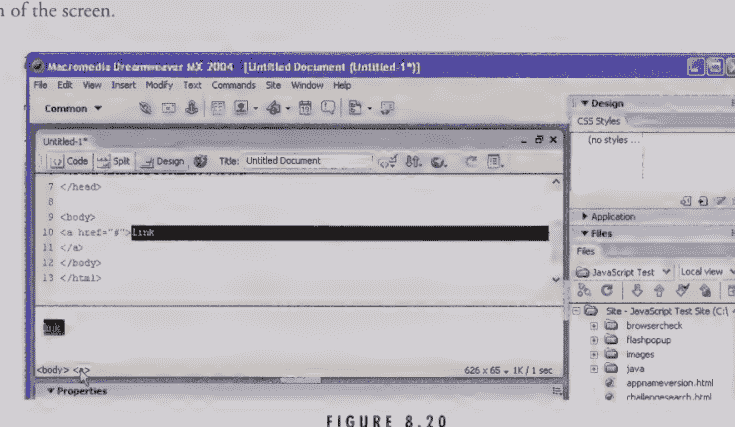 n of the screen.
Macromedia Dreamweaver MX 2004 [Untitled Document (Untitled-1*)]
File Edit View Insert Modify Text Commands Site Window Help
Common
Untitled-1*
Code Split Design Title: Untitled Document
7 </head>
8
9 <body>
10 <a href="#">Link
11 </a>
12 </body>
13 </html>
Link
<body> <a>
626 x 65 1K / 1 sec
Properties
Design
CSS Styles
(no styles ...
Application
Files
Files
JavaScript Test Local view
Site - JavaScript Test Site (C:\
browsercheck
flashpopup
images
java
appnameversion.html
challengesearch.html
FIGURE 8.20